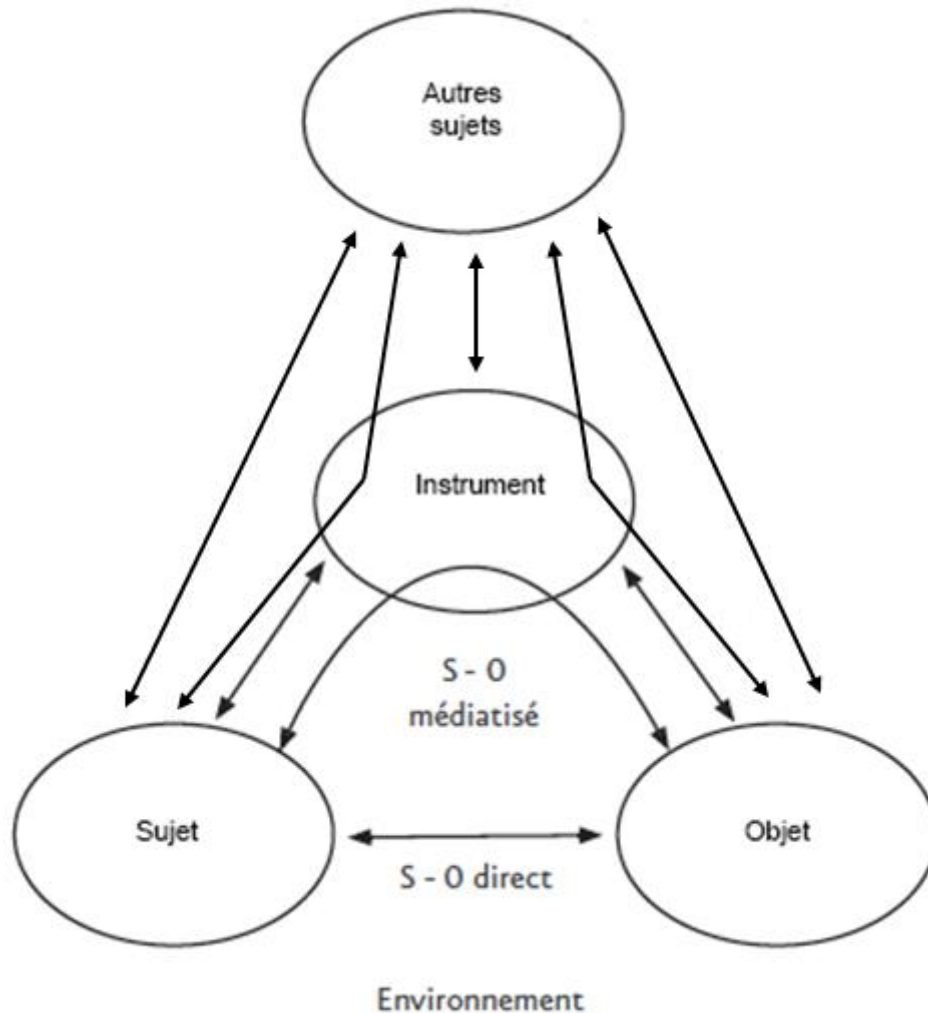 Autres
sujets
Instrument
S - O
médiatisé
Sujet
Objet
S - O direct
Environnement